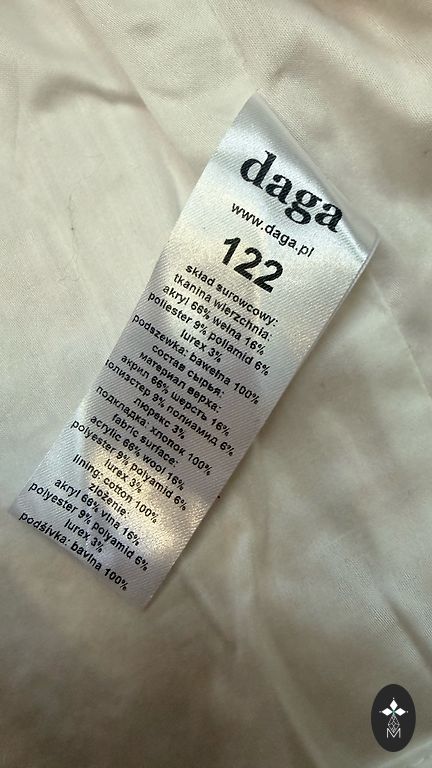 daga
www.daga.pl
122
skład surowcowy:
tkanina wierzchnia:
akryl 66% wełna 16%
poliester 9% poliamid 6%
lurex 3%
podszewka: bawełna 100%
состав сырья:
материал верха:
акрил 66% шерсть 16%
полиэстер 9% полиамид 6%
люрекс 3%
подкладка: хлопок 100%
fabric surface:
acrylic 66% wool 16%
polyester 9% polyamid 6%
lurex 3%
lining: cotton 100%
zloženie:
akryl 66% vlna 16%
polyester 9% polyamid 6%
lurex 3%
podšívka: bavlna 100%
M